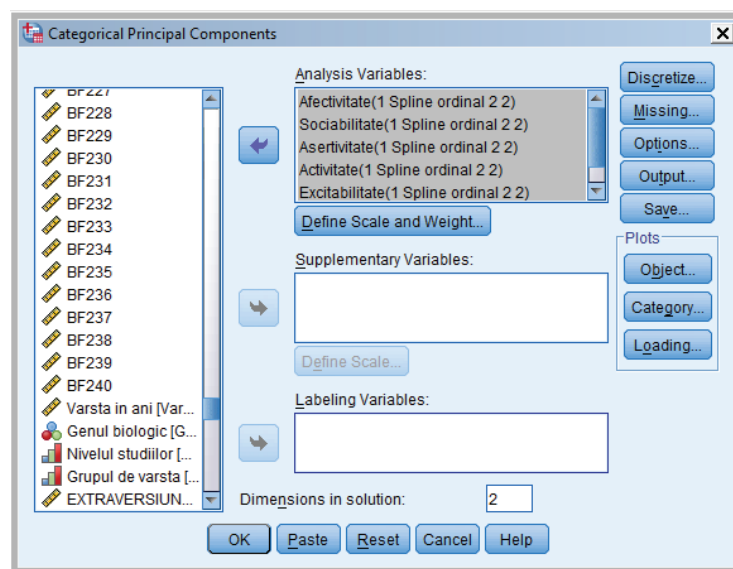 Categorical Principal Components
BF227
BF228
BF229
BF230
BF231
BF232
BF233
BF234
BF235
BF236
BF237
BF238
BF239
BF240
Varsta in ani [Var...
Genul biologic [G...
Nivelul studiilor [...
Grupul de varsta [...
EXTRAVERSIUN...
Analysis Variables:
Afectivitate(1 Spline ordinal 2 2)
Sociabilitate(1 Spline ordinal 2 2)
Asertivitate(1 Spline ordinal 2 2)
Activitate(1 Spline ordinal 2 2)
Excitabilitate(1 Spline ordinal 2 2)
Define Scale and Weight...
Supplementary Variables:
Define Scale...
Labeling Variables:
Dimensions in solution: 2
Discretize...
Missing...
Options...
Output...
Save...
Plots
Object...
Category...
Loading...
OK Paste Reset Cancel Help